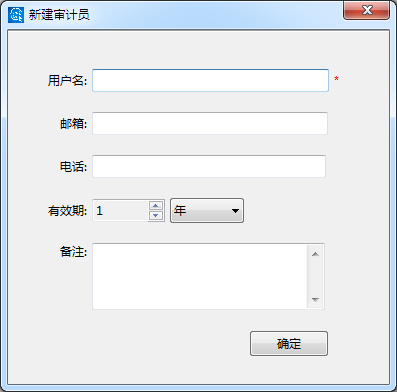 新建审计员
用户名: *
邮箱:
电话:
有效期: 1 年
备注:
确定